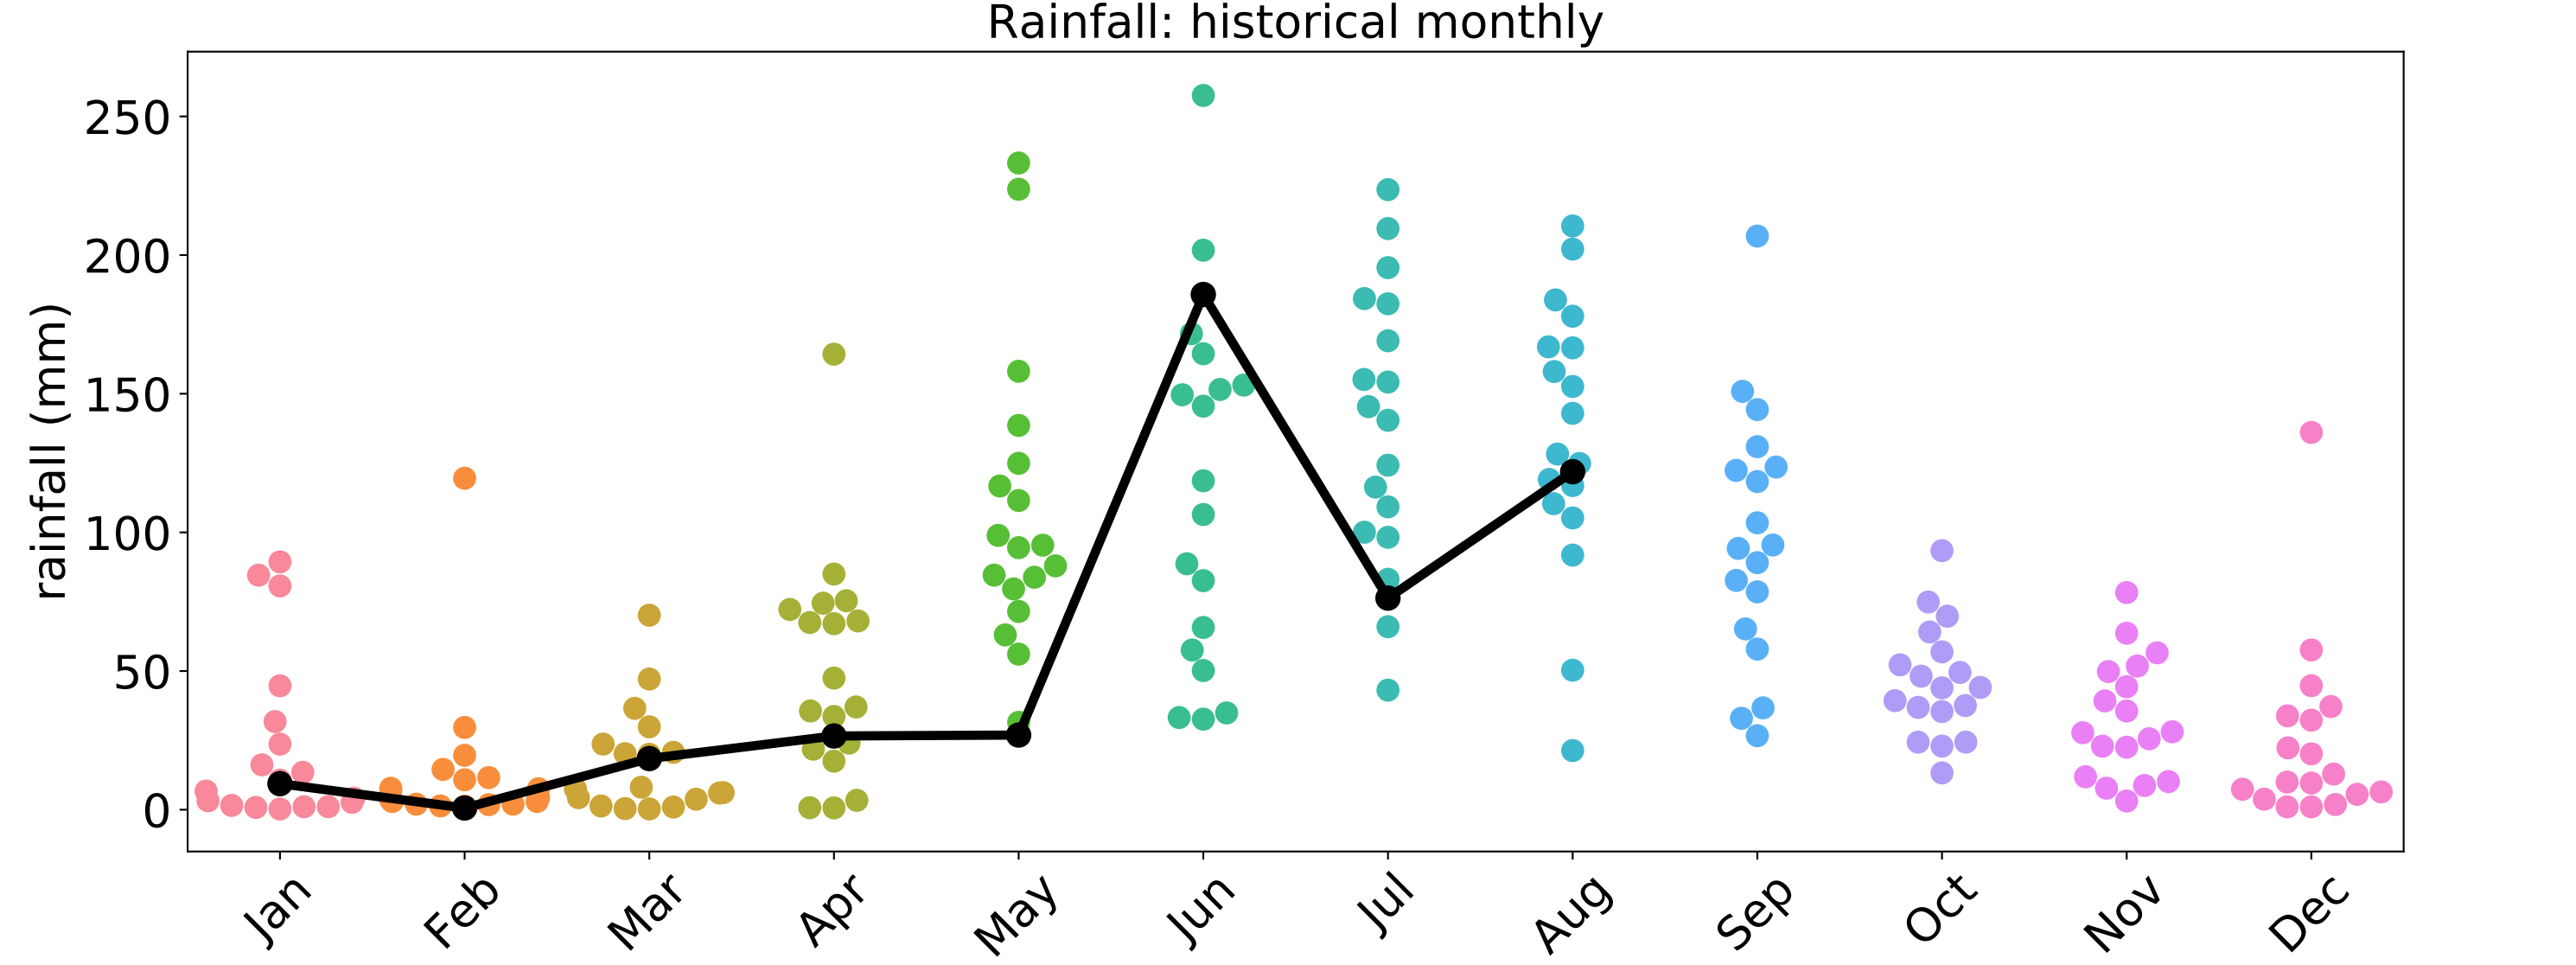 Rainfall: historical monthly
rainfall (mm)
250
200
150
100
50
0
Jan
Feb
Mar
Apr
May
Jun
Jul
Aug
Sep
Oct
Nov
Dec